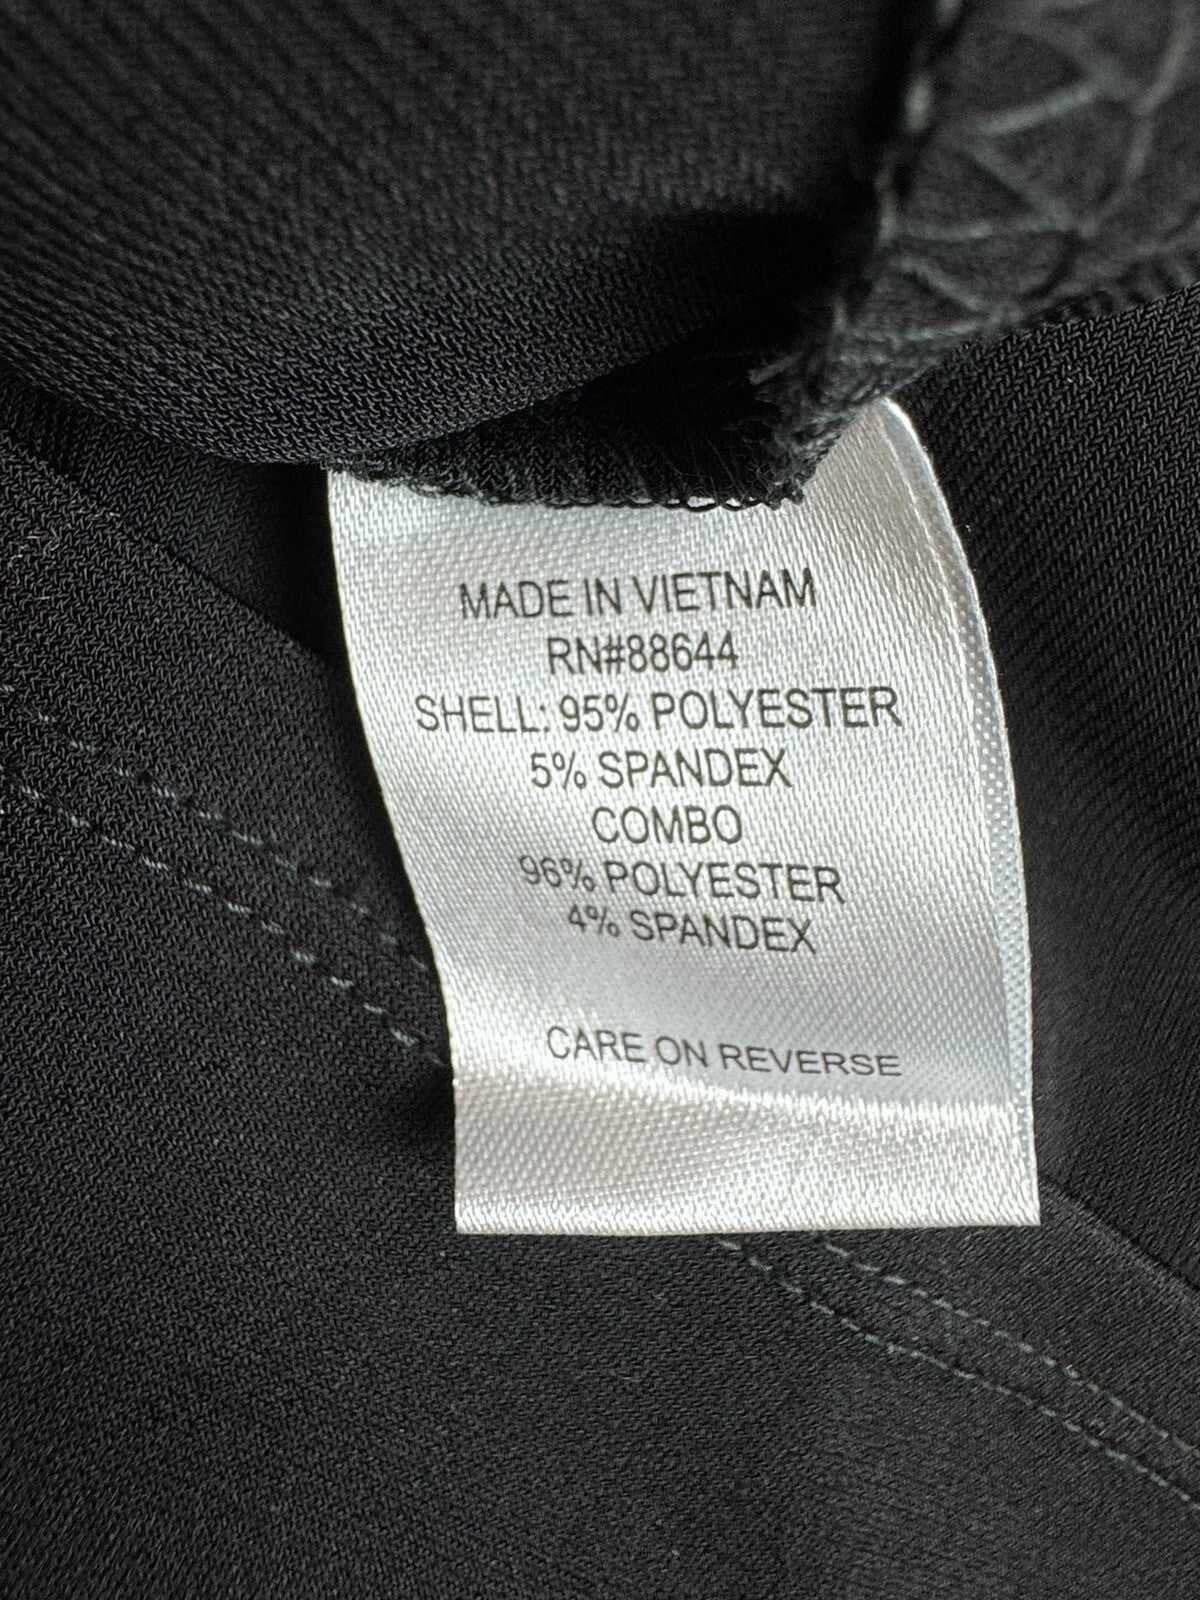 MADE IN VIETNAM
RN#88644
SHELL: 95% POLYESTER
5% SPANDEX
COMBO
96% POLYESTER
4% SPANDEX
CARE ON REVERSE